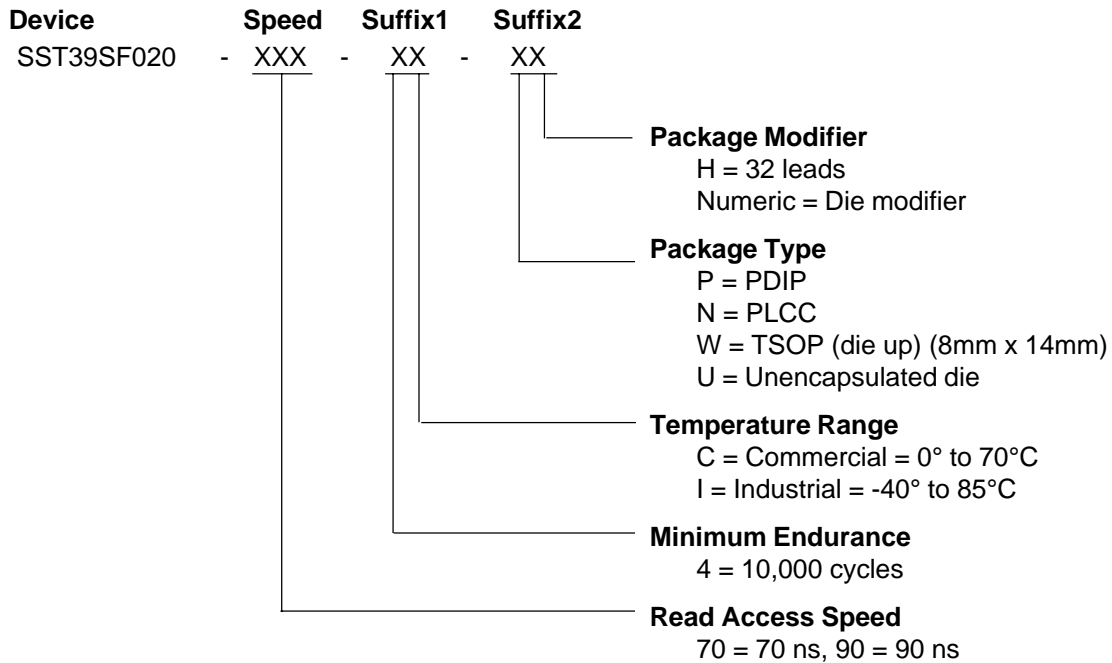 Device Speed Suffix1 Suffix2
SST39SF020 - XXX - XX - XX
Package Modifier
H = 32 leads
Numeric = Die modifier
Package Type
P = PDIP
N = PLCC
W = TSOP (die up) (8mm x 14mm)
U = Unencapsulated die
Temperature Range
C = Commercial = 0° to 70°C
I = Industrial = -40° to 85°C
Minimum Endurance
4 = 10,000 cycles
Read Access Speed
70 = 70 ns, 90 = 90 ns